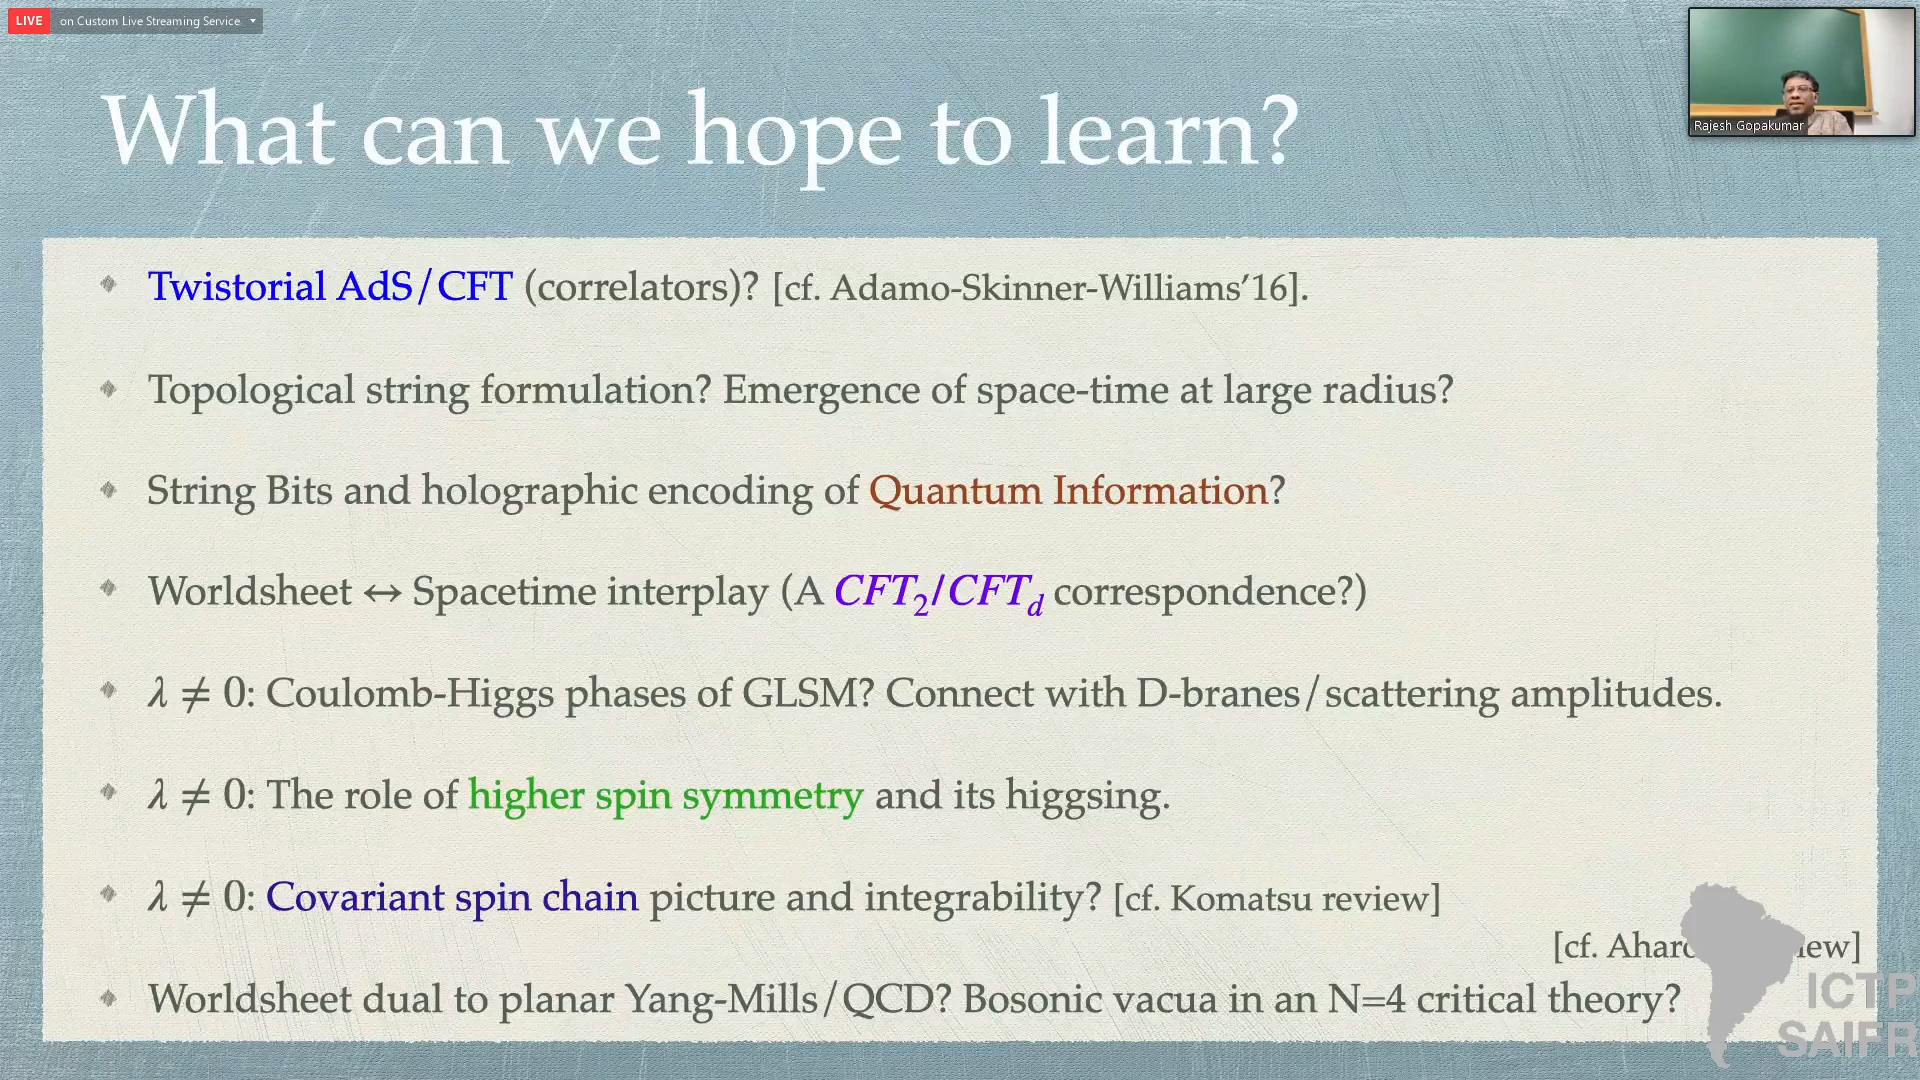 LIVE on Custom Live Streaming Service
What can we hope to learn?
Rajesh Gopakumar
Twistorial AdS/CFT (correlators)? [cf. Adamo-Skinner-Williams’16].
Topological string formulation? Emergence of space-time at large radius?
String Bits and holographic encoding of Quantum Information?
Worldsheet ↔ Spacetime interplay (A CFT₂/CFT_d correspondence?)
λ ≠ 0: Coulomb-Higgs phases of GLSM? Connect with D-branes/scattering amplitudes.
λ ≠ 0: The role of higher spin symmetry and its higgsing.
λ ≠ 0: Covariant spin chain picture and integrability? [cf. Komatsu review]
[cf.
Worldsheet dual to planar Yang-Mills/QCD? Bosonic vacua in an N=4 critical theory?
ICTP
SAIFR